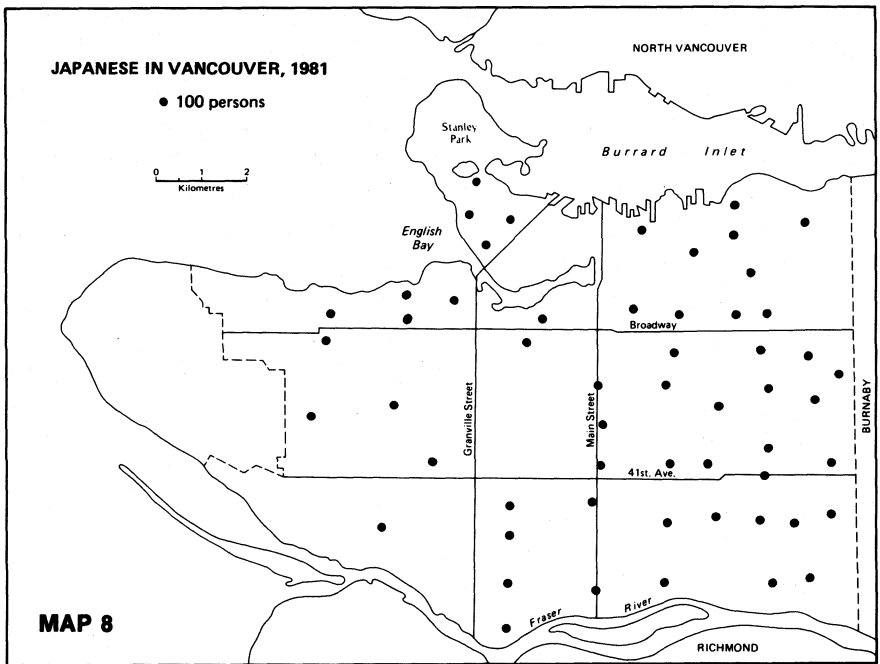 JAPANESE IN VANCOUVER, 1981
100 persons
0 1 2
Kilometres
NORTH VANCOUVER
Stanley
Park
Burrard Inlet
English
Bay
Broadway
Granville Street
Main Street
BURNABY
41st. Ave.
Fraser River
RICHMOND
MAP 8